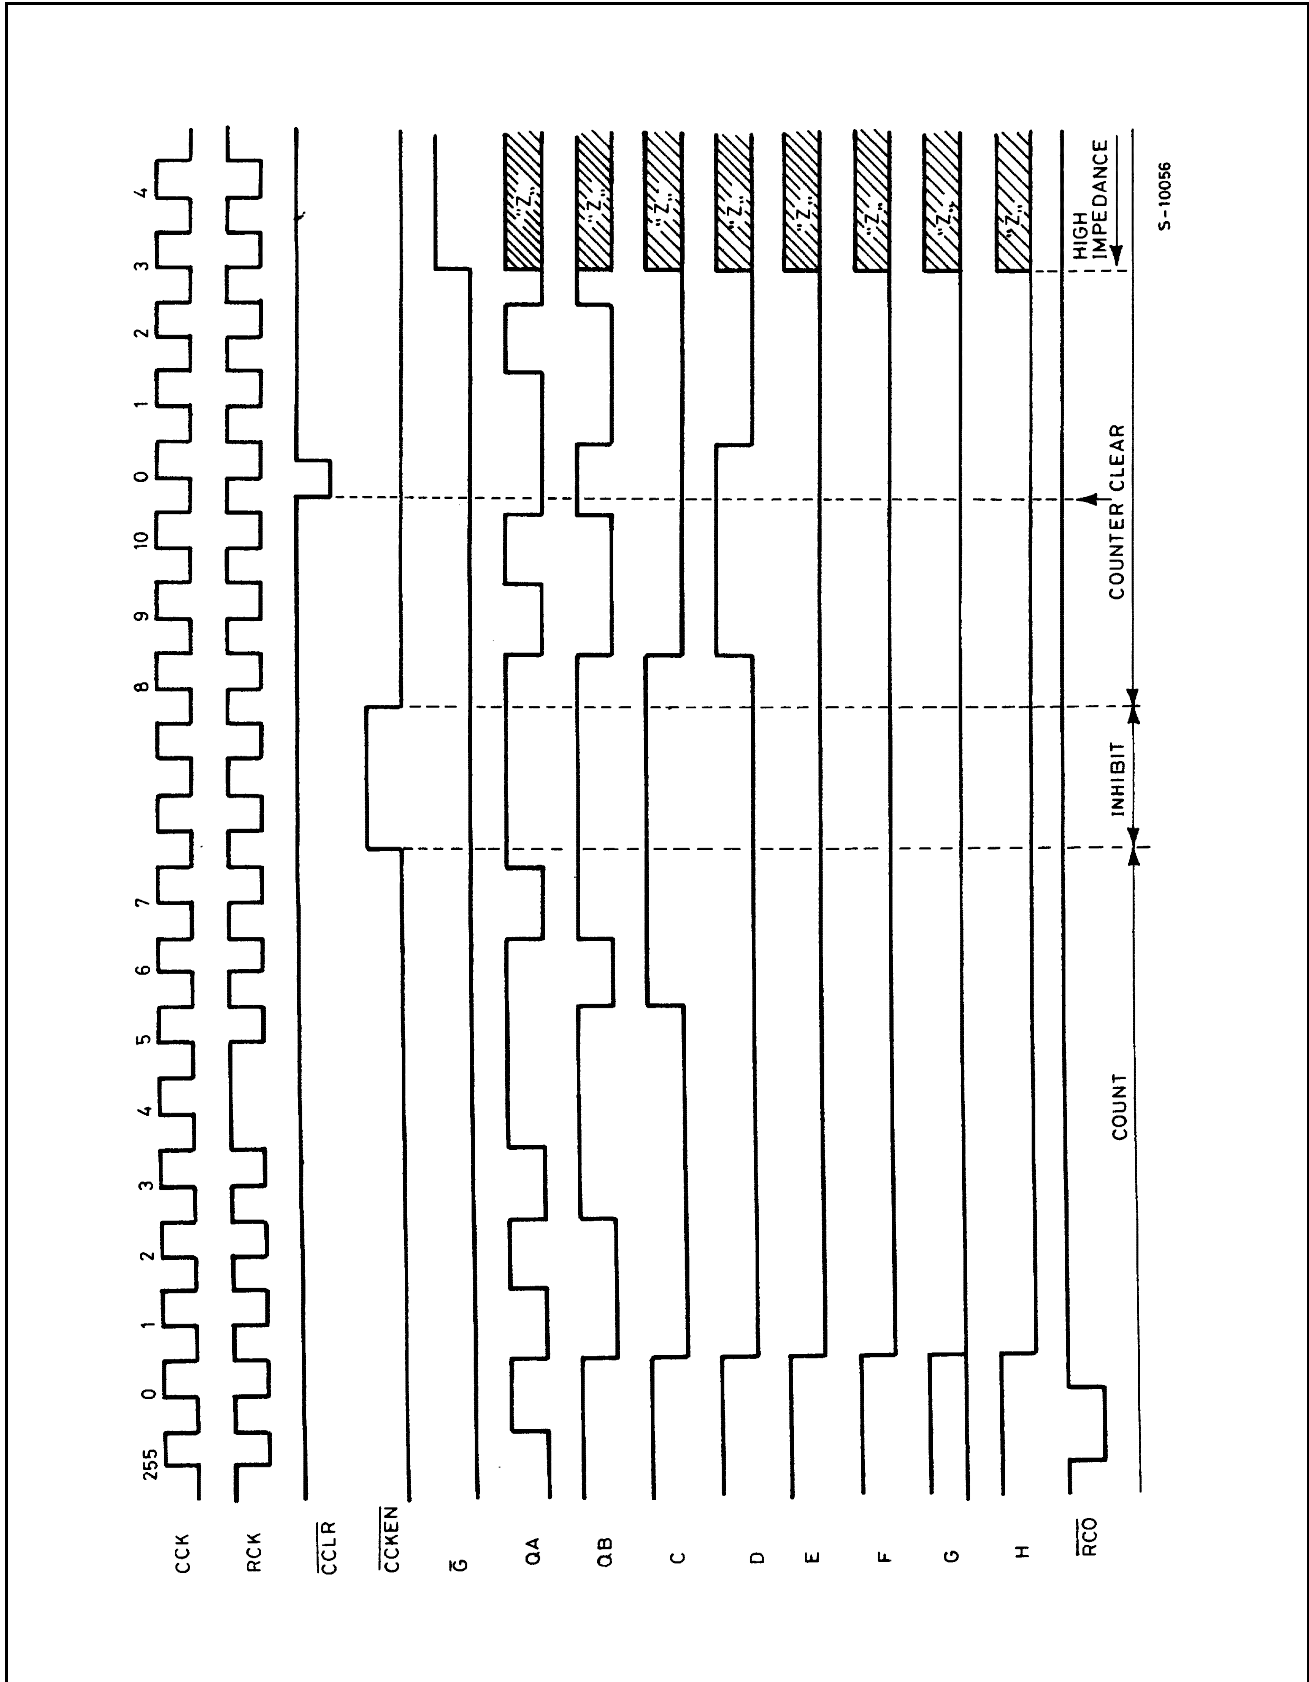 CCK 255 0 1 2 3 4 5 6 7 8 9 10 0 1 2 3 4
RCK
CCLR
CCKEN
G
QA "Z"
QB "Z"
C "Z"
D "Z"
E "Z"
F "Z"
G "Z"
H "Z"
RCO
COUNT
INHIBIT
COUNTER CLEAR
HIGH
IMPEDANCE
S-10056